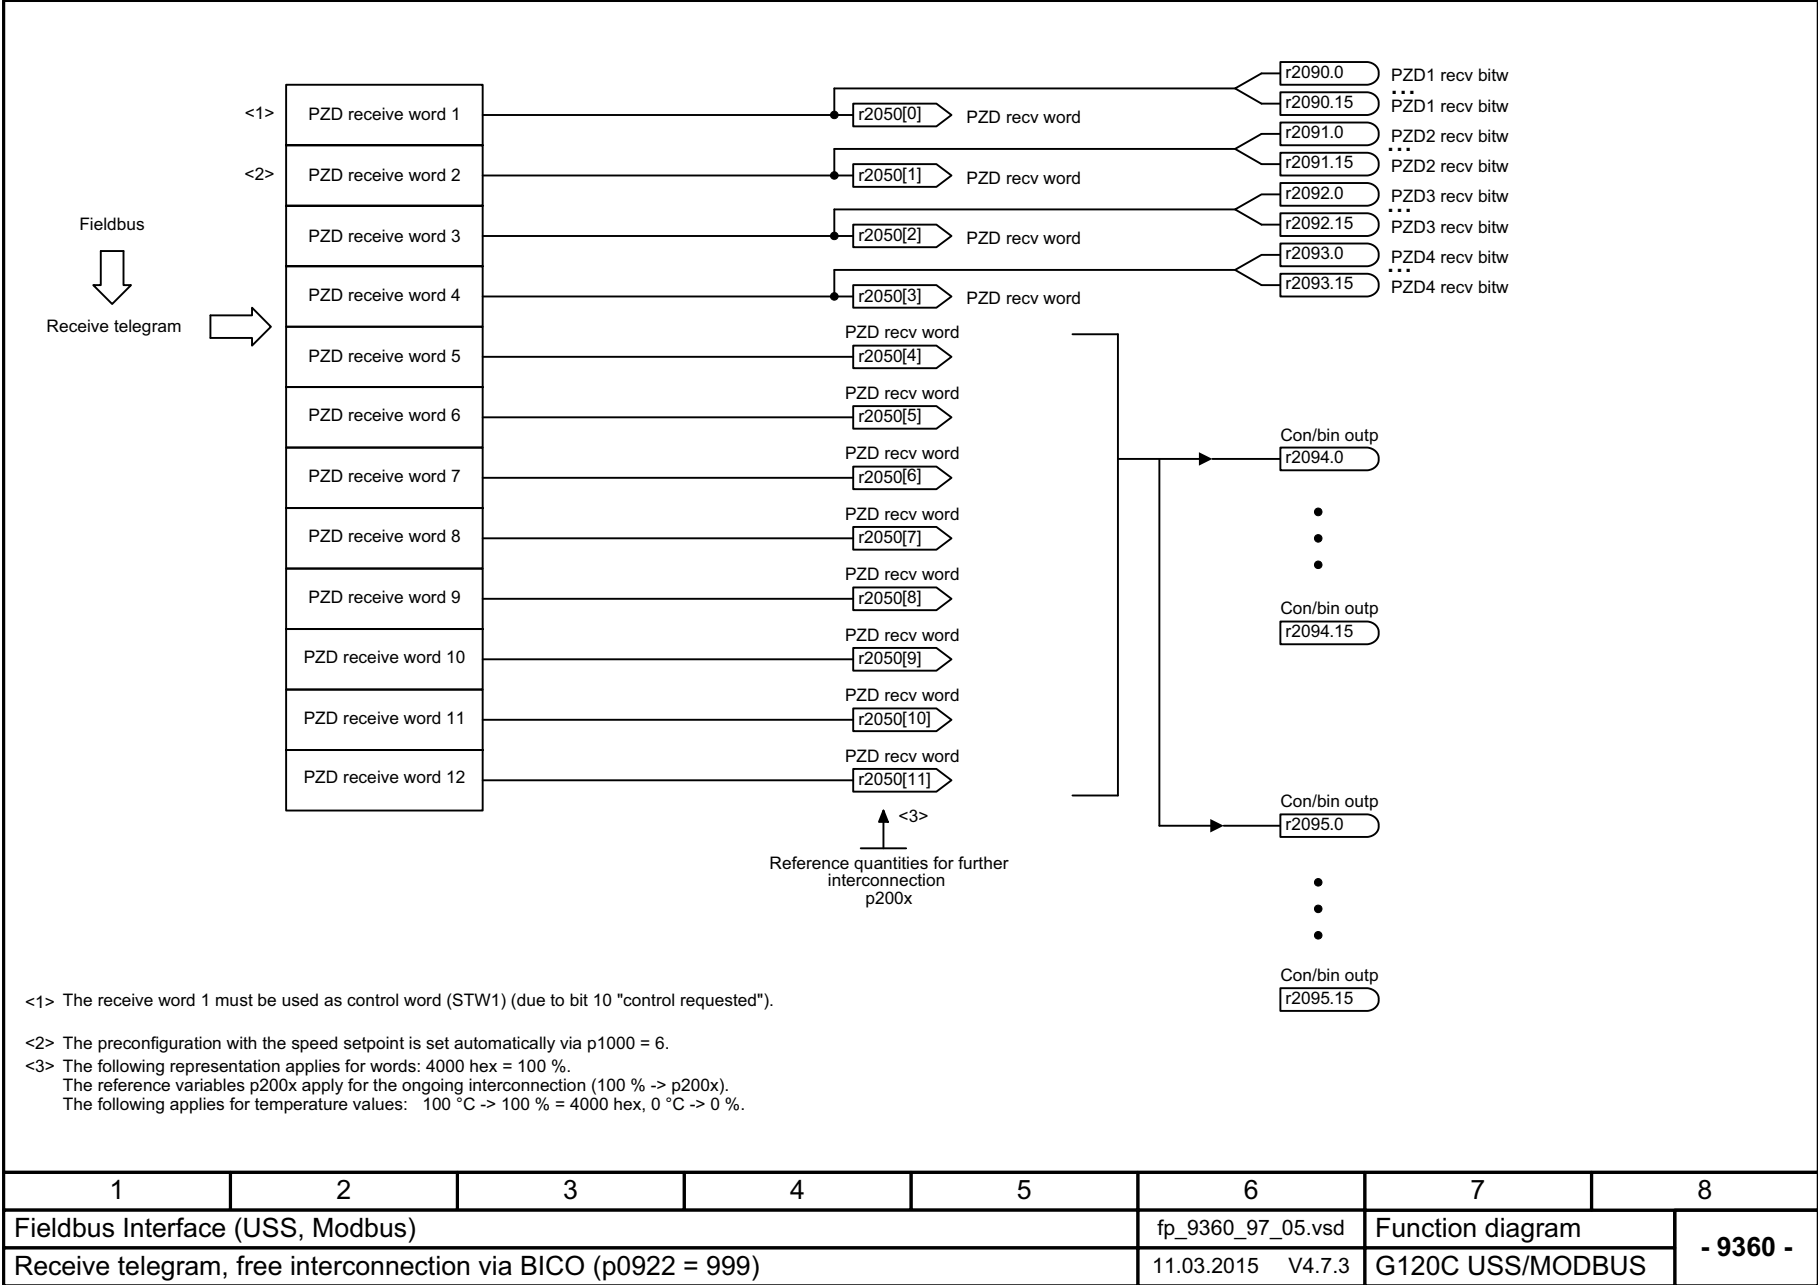 <1> PZD receive word 1 r2050[0] PZD recv word
r2090.0 PZD1 recv bitw
...
r2090.15 PZD1 recv bitw
<2> PZD receive word 2 r2050[1] PZD recv word
r2091.0 PZD2 recv bitw
...
r2091.15 PZD2 recv bitw
PZD receive word 3 r2050[2] PZD recv word
r2092.0 PZD3 recv bitw
...
r2092.15 PZD3 recv bitw
Fieldbus
Receive telegram
PZD receive word 4 r2050[3] PZD recv word
r2093.0 PZD4 recv bitw
...
r2093.15 PZD4 recv bitw
PZD recv word
PZD receive word 5 r2050[4]
PZD recv word
PZD receive word 6 r2050[5]
PZD recv word
PZD receive word 7 r2050[6]
PZD recv word
PZD receive word 8 r2050[7]
PZD recv word
PZD receive word 9 r2050[8]
PZD recv word
PZD receive word 10 r2050[9]
PZD recv word
PZD receive word 11 r2050[10]
PZD recv word
PZD receive word 12 r2050[11]
Con/bin outp
r2094.0
Con/bin outp
r2094.15
Con/bin outp
r2095.0
Con/bin outp
r2095.15
<3>
Reference quantities for further
interconnection
p200x
<1> The receive word 1 must be used as control word (STW1) (due to bit 10 "control requested").
<2> The preconfiguration with the speed setpoint is set automatically via p1000 = 6.
<3> The following representation applies for words: 4000 hex = 100 %.
The reference variables p200x apply for the ongoing interconnection (100 % -> p200x).
The following applies for temperature values: 100 °C -> 100 % = 4000 hex, 0 °C -> 0 %.
1 2 3 4 5 6 7 8
Fieldbus Interface (USS, Modbus) fp_9360_97_05.vsd Function diagram
- 9360 -
Receive telegram, free interconnection via BICO (p0922 = 999) 11.03.2015 V4.7.3 G120C USS/MODBUS